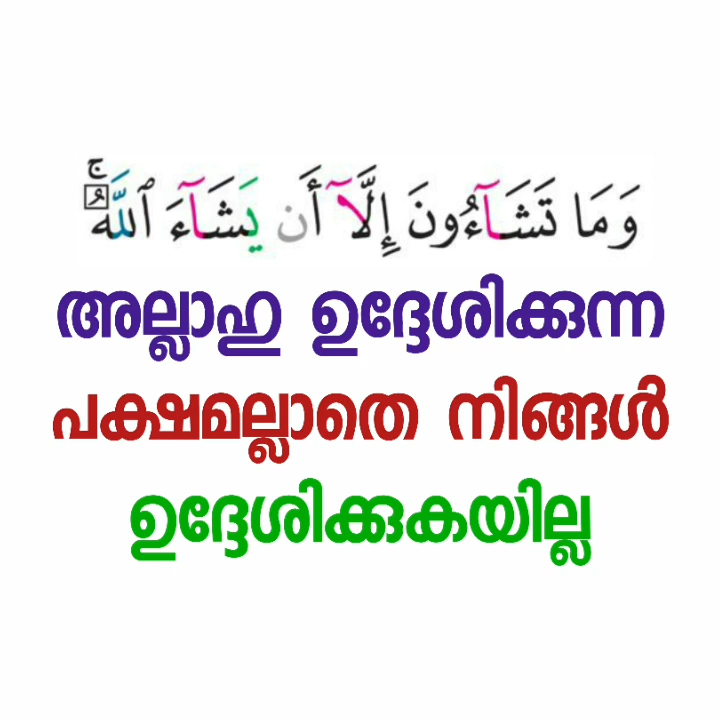 وَمَا تَشَآءُونَ إِلَّآ أَن يَشَآءَ ٱللَّهُۚ
അല്ലാഹു ഉദ്ദേശിക്കുന്ന
പക്ഷമല്ലാതെ നിങ്ങൾ
ഉദ്ദേശിക്കുകയില്ല